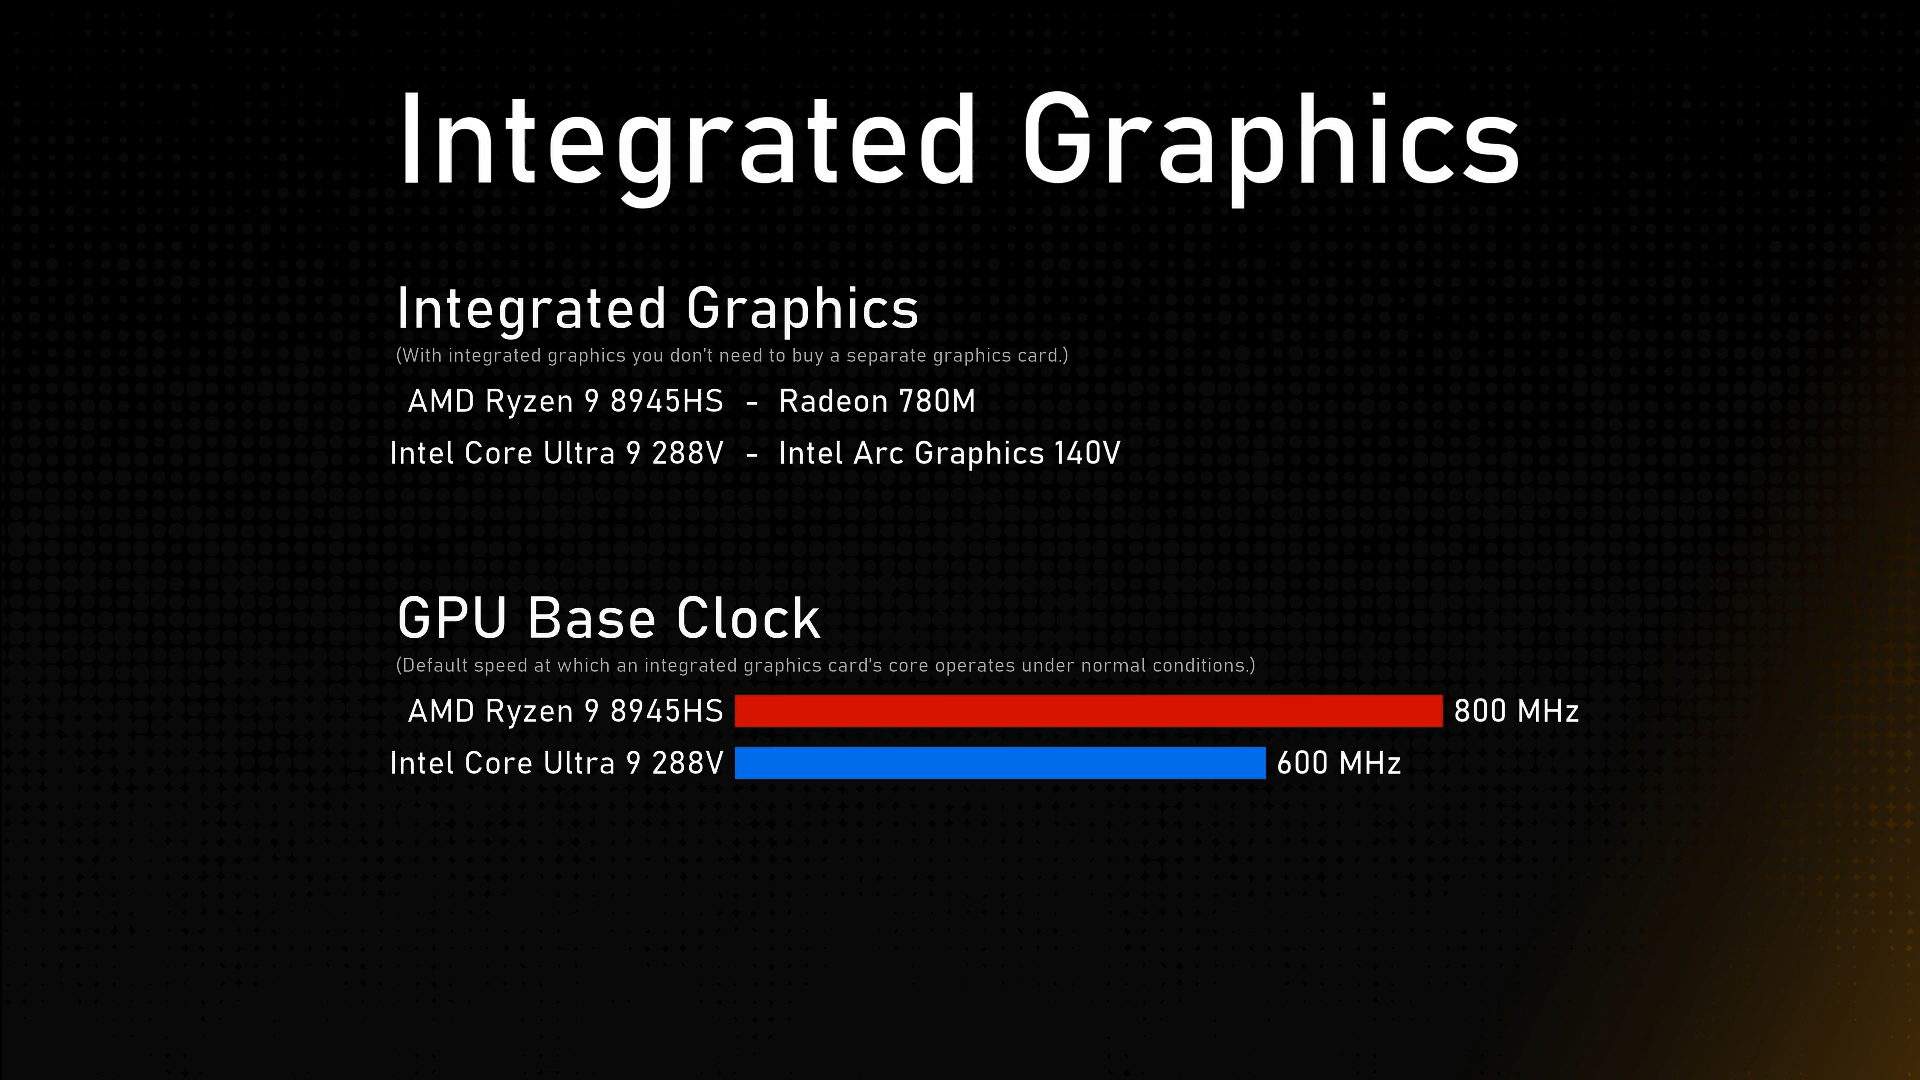 Integrated Graphics
Integrated Graphics
(With integrated graphics you don't need to buy a separate graphics card.)
AMD Ryzen 9 8945HS - Radeon 780M
Intel Core Ultra 9 288V - Intel Arc Graphics 140V
GPU Base Clock
(Default speed at which an integrated graphics card's core operates under normal conditions.)
AMD Ryzen 9 8945HS 800 MHz
Intel Core Ultra 9 288V 600 MHz